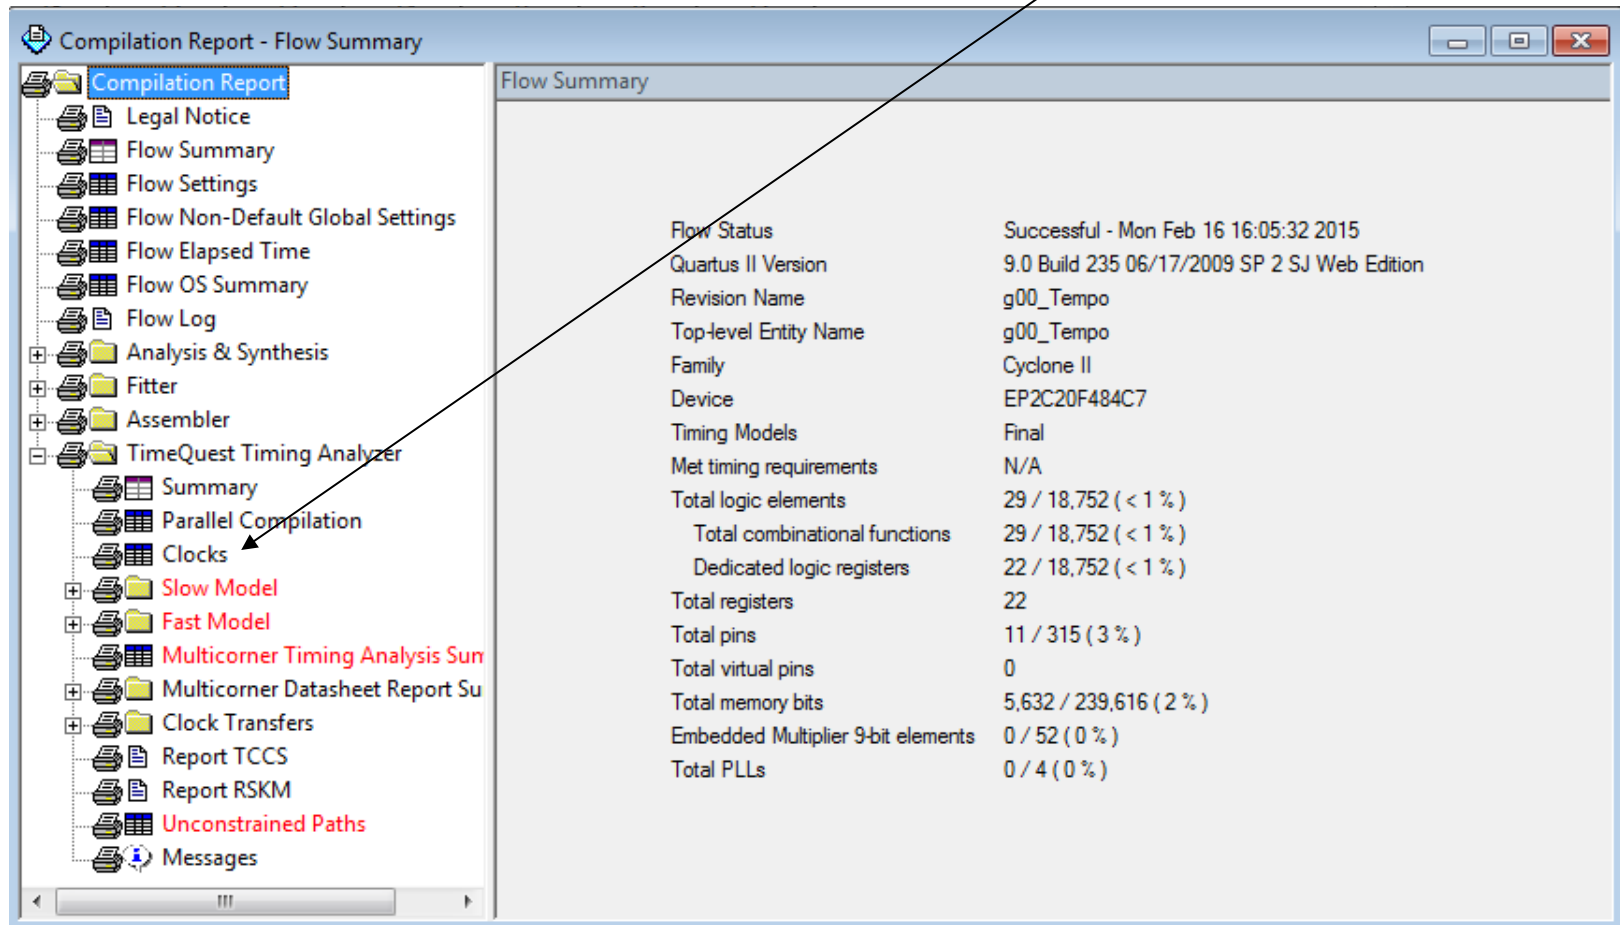 Compilation Report - Flow Summary
Compilation Report
Legal Notice
Flow Summary
Flow Settings
Flow Non-Default Global Settings
Flow Elapsed Time
Flow OS Summary
Flow Log
Analysis & Synthesis
Fitter
Assembler
TimeQuest Timing Analyzer
Summary
Parallel Compilation
Clocks
Slow Model
Fast Model
Multicorner Timing Analysis Sum
Multicorner Datasheet Report Su
Clock Transfers
Report TCCS
Report RSKM
Unconstrained Paths
Messages
Flow Summary
Flow Status Successful - Mon Feb 16 16:05:32 2015
Quartus II Version 9.0 Build 235 06/17/2009 SP 2 SJ Web Edition
Revision Name g00_Tempo
Top-level Entity Name g00_Tempo
Family Cyclone II
Device EP2C20F484C7
Timing Models Final
Met timing requirements N/A
Total logic elements 29 / 18,752 ( < 1 % )
Total combinational functions 29 / 18,752 ( < 1 % )
Dedicated logic registers 22 / 18,752 ( < 1 % )
Total registers 22
Total pins 11 / 315 ( 3 % )
Total virtual pins 0
Total memory bits 5,632 / 239,616 ( 2 % )
Embedded Multiplier 9-bit elements 0 / 52 ( 0 % )
Total PLLs 0 / 4 ( 0 % )